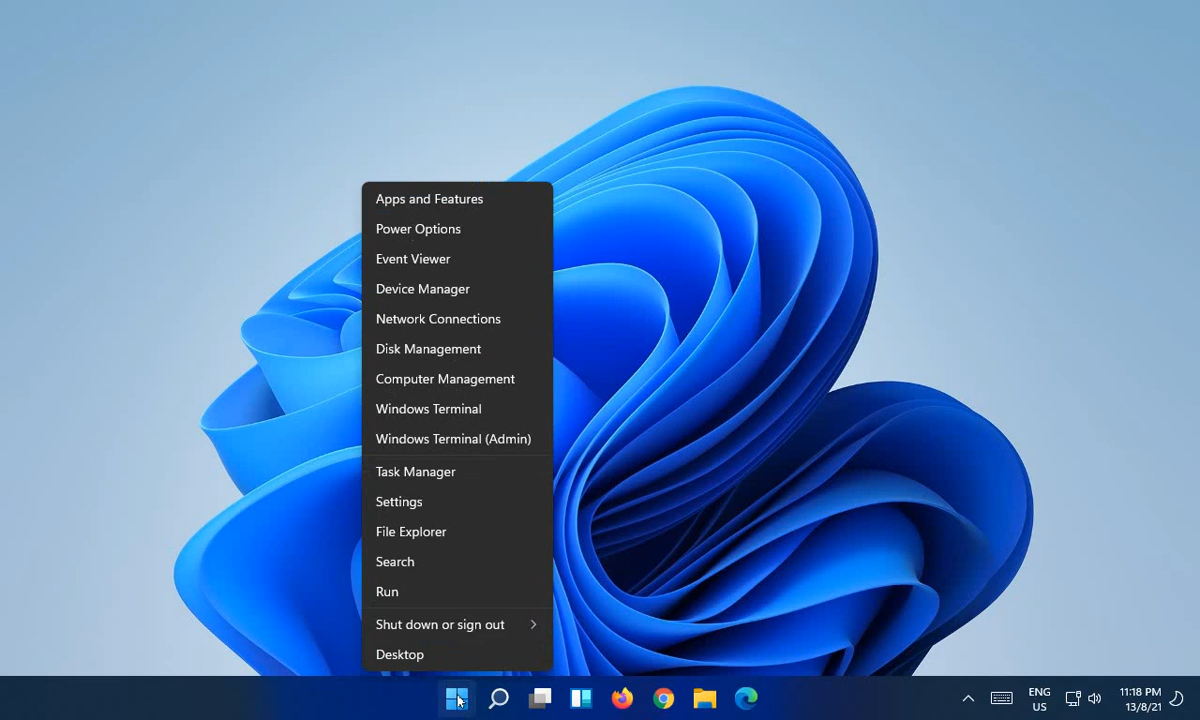 Apps and Features
Power Options
Event Viewer
Device Manager
Network Connections
Disk Management
Computer Management
Windows Terminal
Windows Terminal (Admin)
Task Manager
Settings
File Explorer
Search
Run
Shut down or sign out
Desktop
ENG
US
11:18 PM
13/8/21